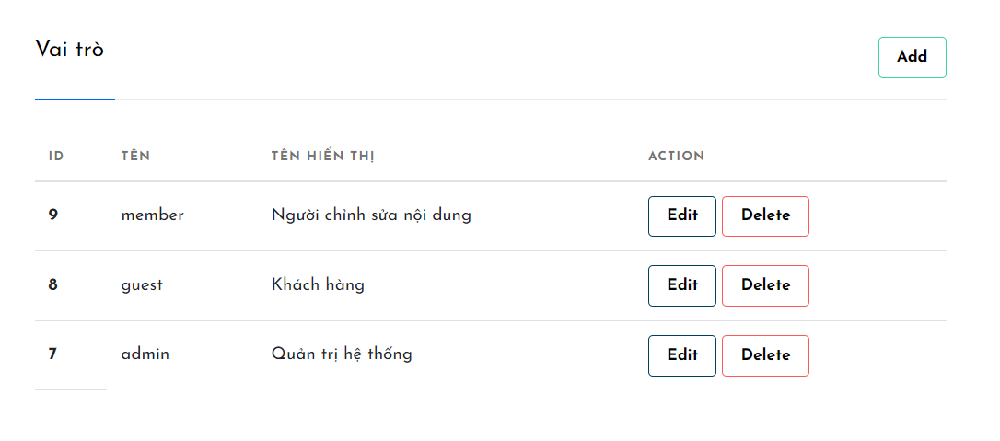 Vai trò
Add
ID TÊN TÊN HIỂN THỊ ACTION
9 member Người chỉnh sửa nội dung Edit Delete
8 guest Khách hàng Edit Delete
7 admin Quản trị hệ thống Edit Delete